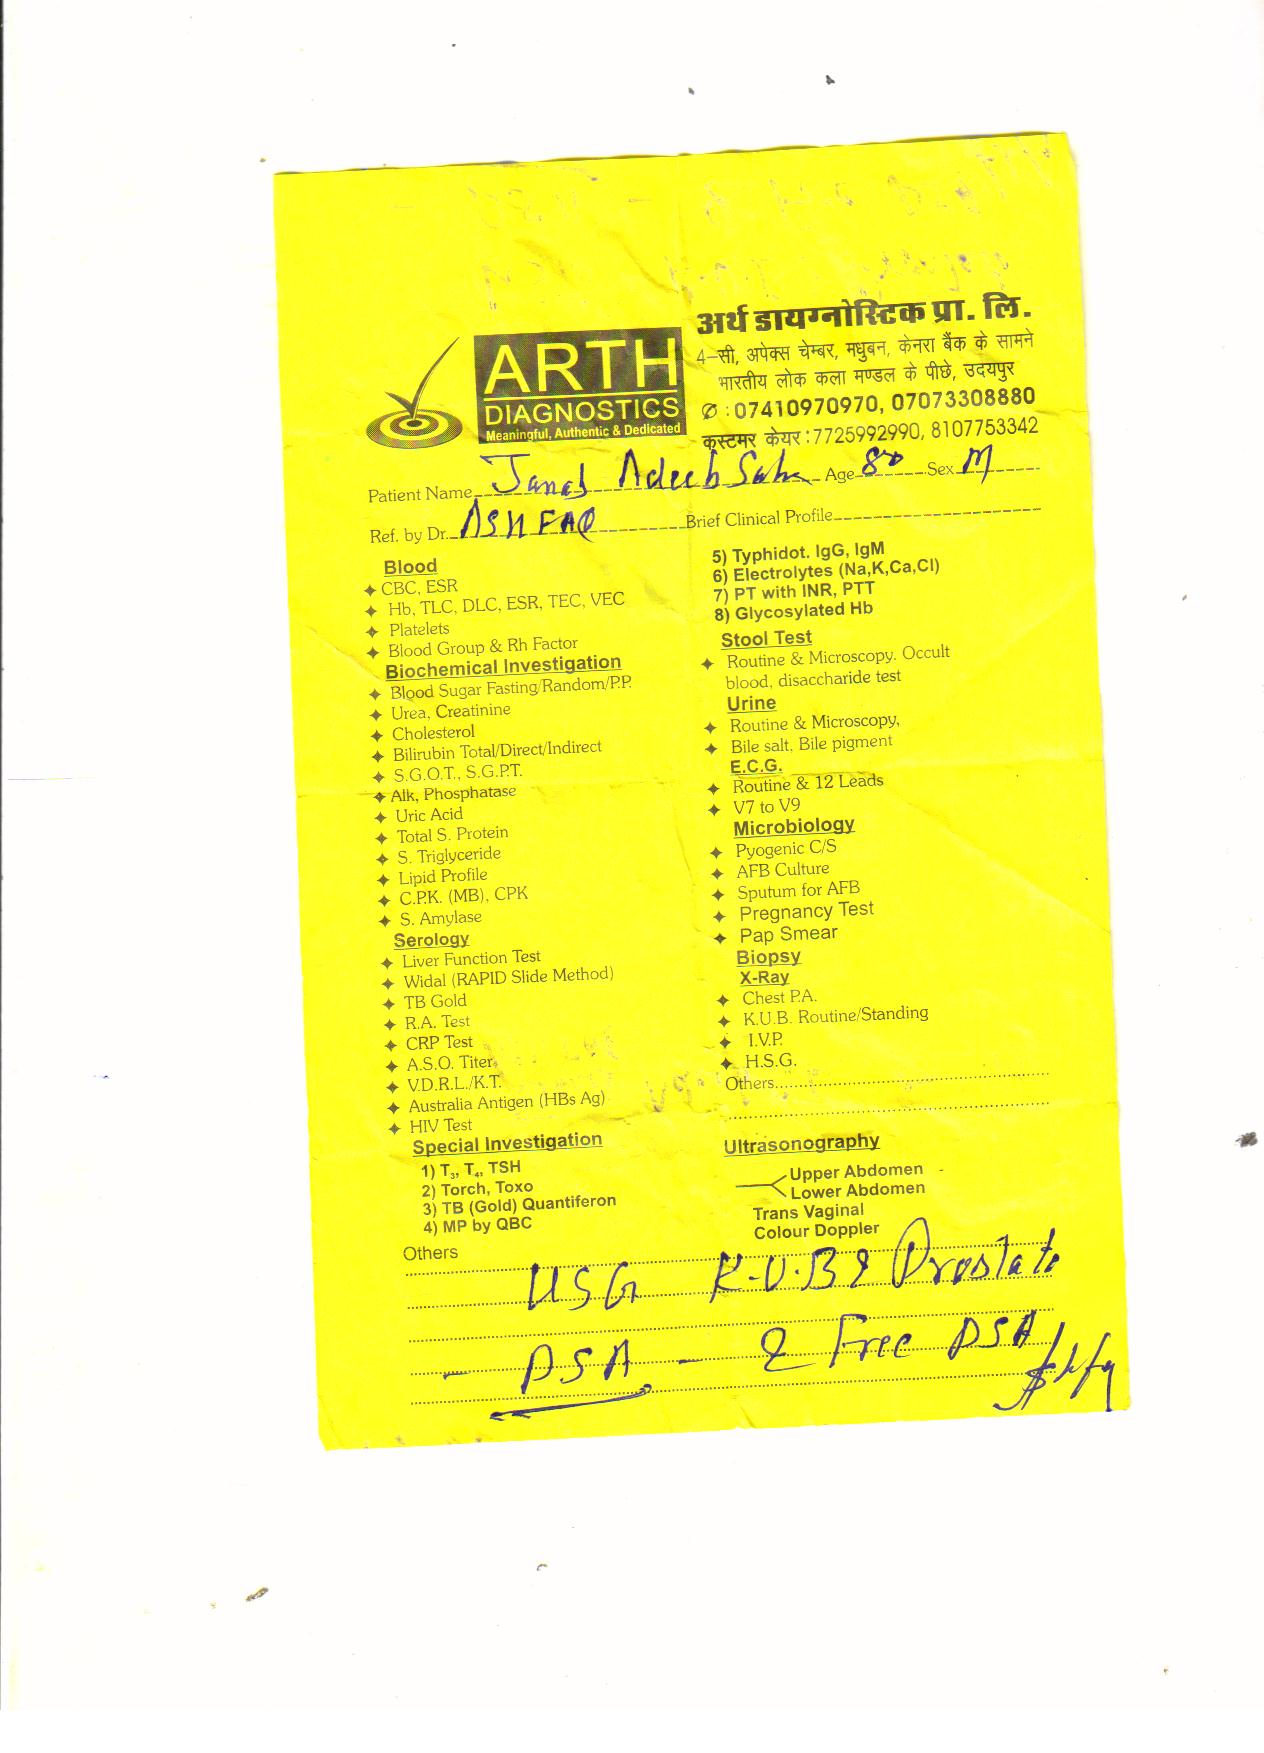 अर्थ डायग्नोस्टिक प्रा. लि.
4–सी, अपेक्स चेम्बर, मधुबन, केनरा बैंक के सामने
भारतीय लोक कला मण्डल के पीछे, उदयपुर
✆ : 07410970970, 07073308880
कस्टमर केयर : 7725992990, 8107753342
ARTH
DIAGNOSTICS
Meaningful, Authentic & Dedicated
Patient Name Janab Adeeb Sahe Age 80 Sex M
Ref. by Dr. ASHFAQ Brief Clinical Profile
Blood
CBC, ESR
Hb, TLC, DLC, ESR, TEC, VEC
Platelets
Blood Group & Rh Factor
Biochemical Investigation
Blood Sugar Fasting/Random/P.P.
Urea, Creatinine
Cholesterol
Bilirubin Total/Direct/Indirect
S.G.O.T., S.G.P.T.
Alk, Phosphatase
Uric Acid
Total S. Protein
S. Triglyceride
Lipid Profile
C.P.K. (MB), CPK
S. Amylase
Serology
Liver Function Test
Widal (RAPID Slide Method)
TB Gold
R.A. Test
CRP Test
A.S.O. Titer
V.D.R.L./K.T.
Australia Antigen (HBs Ag)
HIV Test
Special Investigation
1) T₃, T₄, TSH
2) Torch, Toxo
3) TB (Gold) Quantiferon
4) MP by QBC
5) Typhidot. IgG, IgM
6) Electrolytes (Na,K,Ca,Cl)
7) PT with INR, PTT
8) Glycosylated Hb
Stool Test
Routine & Microscopy. Occult
blood, disaccharide test
Urine
Routine & Microscopy,
Bile salt, Bile pigment
E.C.G.
Routine & 12 Leads
V7 to V9
Microbiology
Pyogenic C/S
AFB Culture
Sputum for AFB
Pregnancy Test
Pap Smear
Biopsy
X-Ray
Chest P.A.
K.U.B. Routine/Standing
I.V.P.
H.S.G.
Others
Ultrasonography
Upper Abdomen
Lower Abdomen
Trans Vaginal
Colour Doppler
Others
USG K.U.B & Prostate
- PSA - & Free PSA